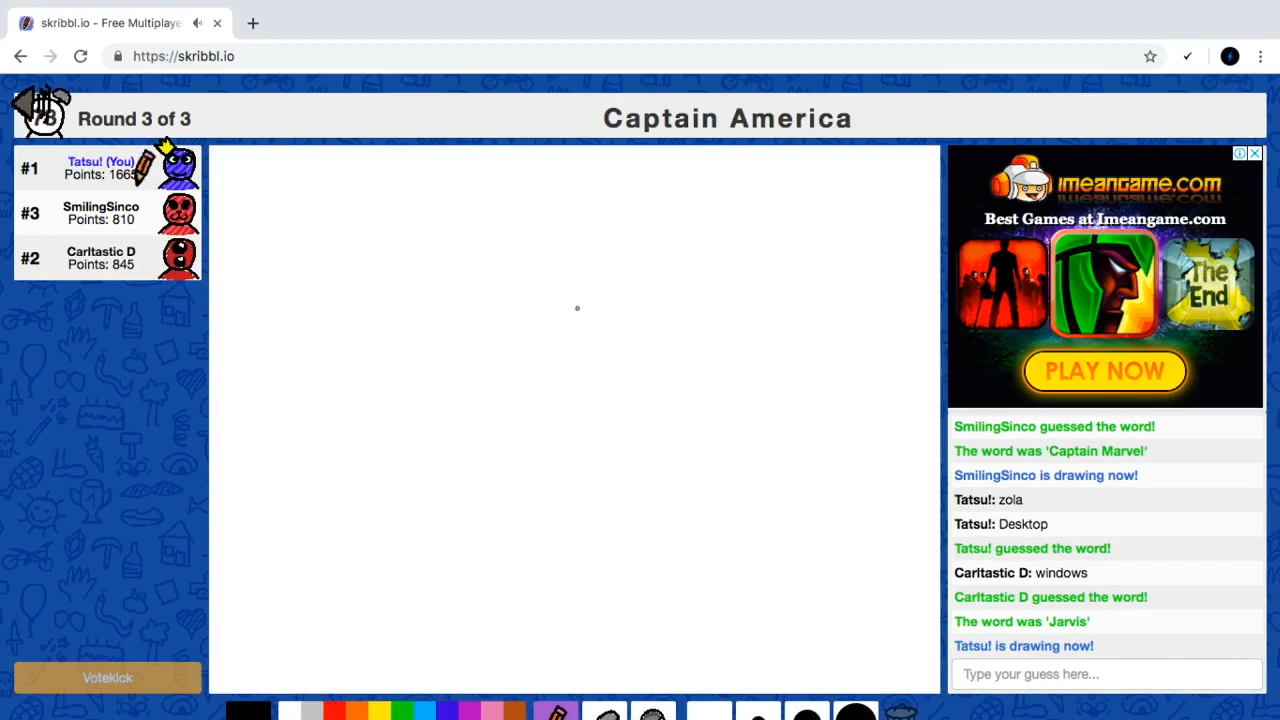 skribbl.io - Free Multiplaye
https://skribbl.io
Round 3 of 3
Captain America
#1
Tatsu! (You)
Points: 1665
#3
SmilingSinco
Points: 810
#2
Carltastic D
Points: 845
Votekick
imeangame.com
Best Games at Imeangame.com
The
End
PLAY NOW
SmilingSinco guessed the word!
The word was 'Captain Marvel'
SmilingSinco is drawing now!
Tatsu!: zola
Tatsu!: Desktop
Tatsu! guessed the word!
Carltastic D: windows
Carltastic D guessed the word!
The word was 'Jarvis'
Tatsu! is drawing now!
Type your guess here...